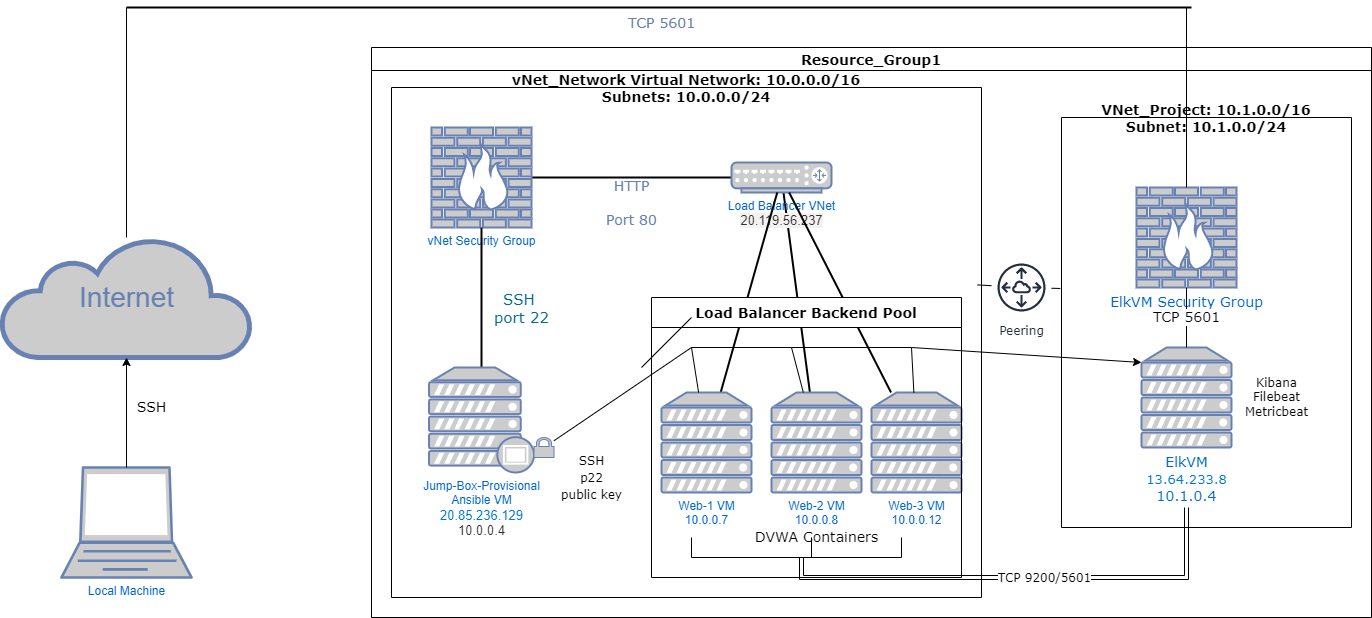 TCP 5601
Resource_Group1
vNet_Network Virtual Network: 10.0.0.0/16
Subnets: 10.0.0.0/24
VNet_Project: 10.1.0.0/16
Subnet: 10.1.0.0/24
HTTP
Port 80
Load Balancer VNet
20.119.56.237
vNet Security Group
Internet
SSH
port 22
Load Balancer Backend Pool
Peering
ElkVM Security Group
TCP 5601
SSH
Kibana
Filebeat
Metricbeat
SSH
p22
public key
Jump-Box-Provisional
Ansible VM
20.85.236.129
10.0.0.4
Web-1 VM
10.0.0.7
Web-2 VM
10.0.0.8
Web-3 VM
10.0.0.12
DVWA Containers
ElkVM
13.64.233.8
10.1.0.4
TCP 9200/5601
Local Machine